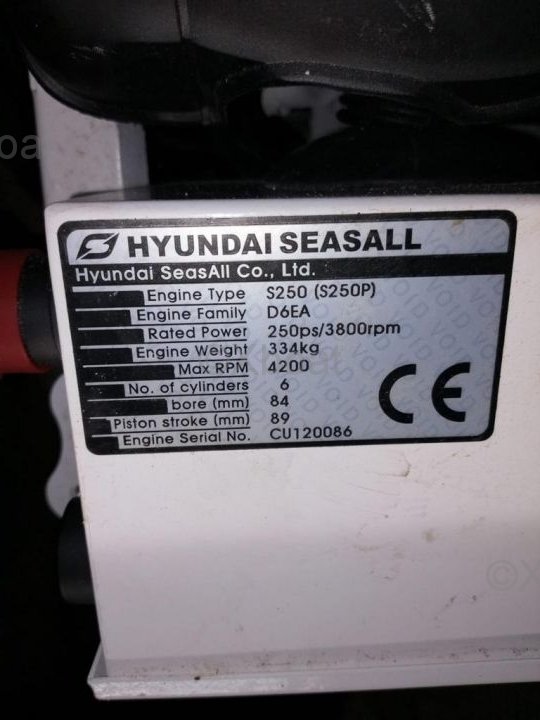 HYUNDAI SEASALL
Hyundai SeasAll Co., Ltd.
Engine Type S250 (S250P)
Engine Family D6EA
Rated Power 250ps/3800rpm
Engine Weight 334kg
Max RPM 4200
No. of cylinders 6
bore (mm) 84
Piston stroke (mm) 89
Engine Serial No. CU120086
CE